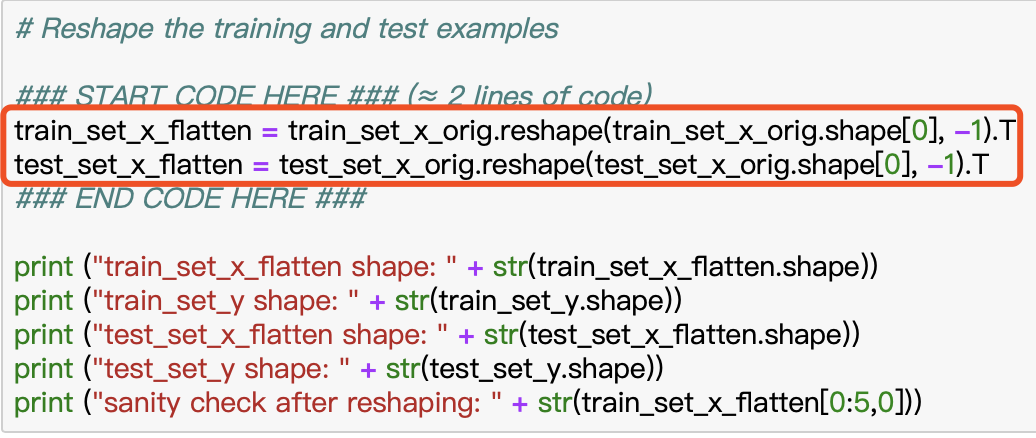 # Reshape the training and test examples
### START CODE HERE ### (≈ 2 lines of code)
train_set_x_flatten = train_set_x_orig.reshape(train_set_x_orig.shape[0], -1).T
test_set_x_flatten = test_set_x_orig.reshape(test_set_x_orig.shape[0], -1).T
### END CODE HERE ###
print ("train_set_x_flatten shape: " + str(train_set_x_flatten.shape))
print ("train_set_y shape: " + str(train_set_y.shape))
print ("test_set_x_flatten shape: " + str(test_set_x_flatten.shape))
print ("test_set_y shape: " + str(test_set_y.shape))
print ("sanity check after reshaping: " + str(train_set_x_flatten[0:5,0]))